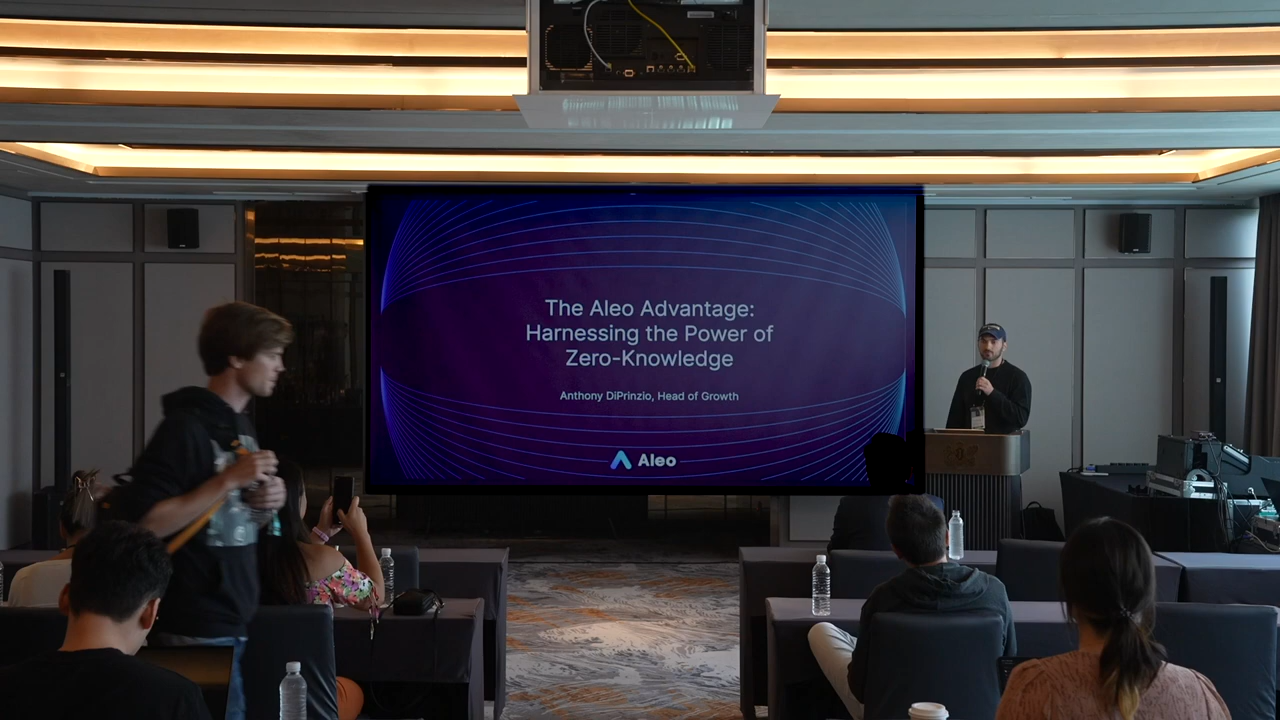 The Aleo Advantage:
Harnessing the Power of
Zero-Knowledge
Anthony DiPrinzio, Head of Growth
Aleo